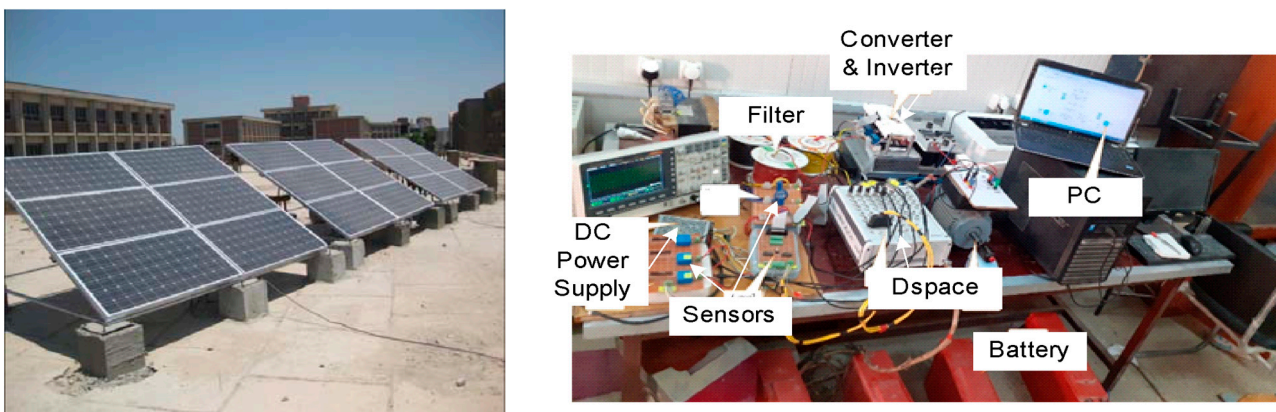 Converter
& Inverter
Filter
PC
DC
Power
Supply
Dspace
Sensors
Battery